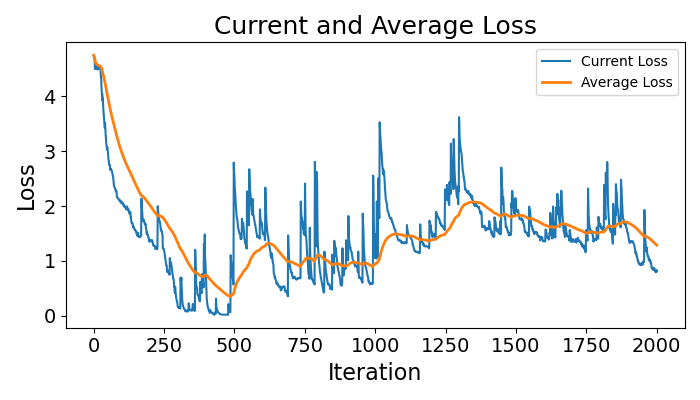 Current and Average Loss
Current Loss
Average Loss
Loss
4
3
2
1
0
0 250 500 750 1000 1250 1500 1750 2000
Iteration